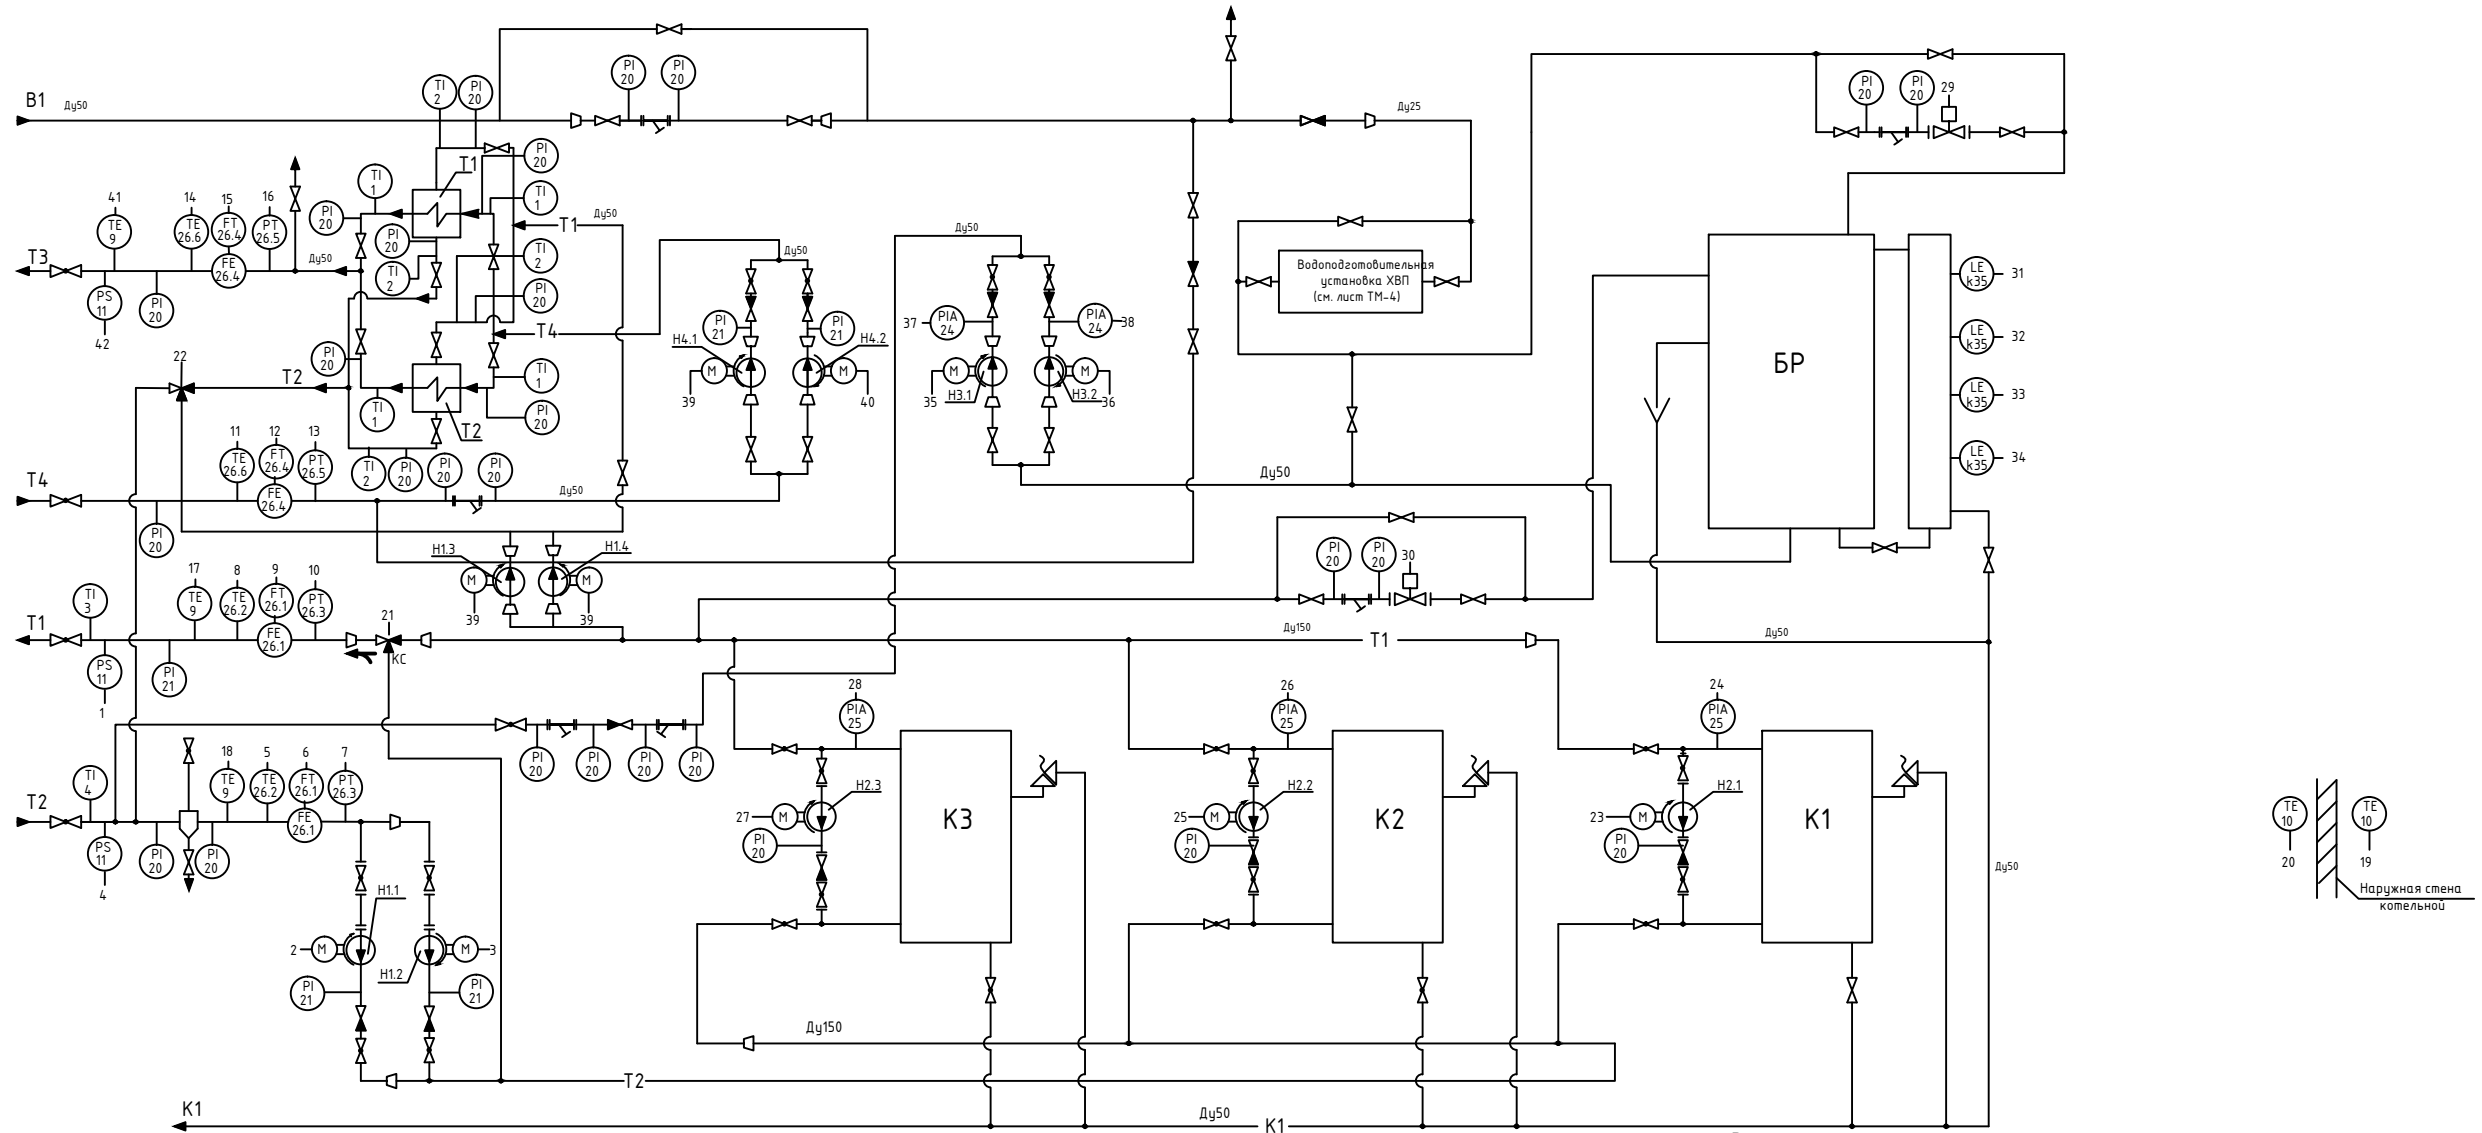 В1
Ду50
TI
2
PI
20
PI
20
PI
20
Ду25
PI
20
PI
20
29
Т1
PI
20
TI
1
TI
1
PI
20
41
TE
9
14
TE
26.6
15
FT
26.4
FE
26.4
16
PT
26.5
Т3
Ду50
PS
11
42
PI
20
PI
20
TI
2
Т1
Ду50
TI
2
PI
20
Т4
Ду50
Ду50
Водоподготовительная
установка ХВП
(см. лист ТМ-4)
БР
LE
k35
31
LE
k35
32
LE
k35
33
LE
k35
34
22
Т2
PI
20
TI
1
TI
1
PI
20
Т2
PI
21
PI
21
Н4.1
Н4.2
М
39
М
40
37
PIA
24
PIA
24
38
М
35
Н3.1
Н3.2
М
36
11
TE
26.6
12
FT
26.4
FE
26.4
13
PT
26.5
TI
2
PI
20
PI
20
PI
20
Т4
Ду50
Ду50
PI
20
Н1.3
Н1.4
М
39
М
39
PI
20
PI
20
30
TI
3
17
TE
9
8
TE
26.2
9
FT
26.1
FE
26.1
10
PT
26.3
21
КС
Т1
PS
11
1
PI
21
Ду150
Т1
Ду50
28
PIA
25
26
PIA
25
24
PIA
25
PI
20
PI
20
PI
20
PI
20
TI
4
18
TE
9
5
TE
26.2
6
FT
26.1
FE
26.1
7
PT
26.3
Т2
PS
11
4
PI
20
PI
20
27
М
Н2.3
PI
20
К3
25
М
Н2.2
PI
20
К2
23
М
Н2.1
PI
20
К1
Ду50
TE
10
20
TE
10
19
Наружная стена
котельной
Н1.1
2
М
М
3
Н1.2
PI
21
PI
21
Ду150
Т2
К1
Ду50
К1